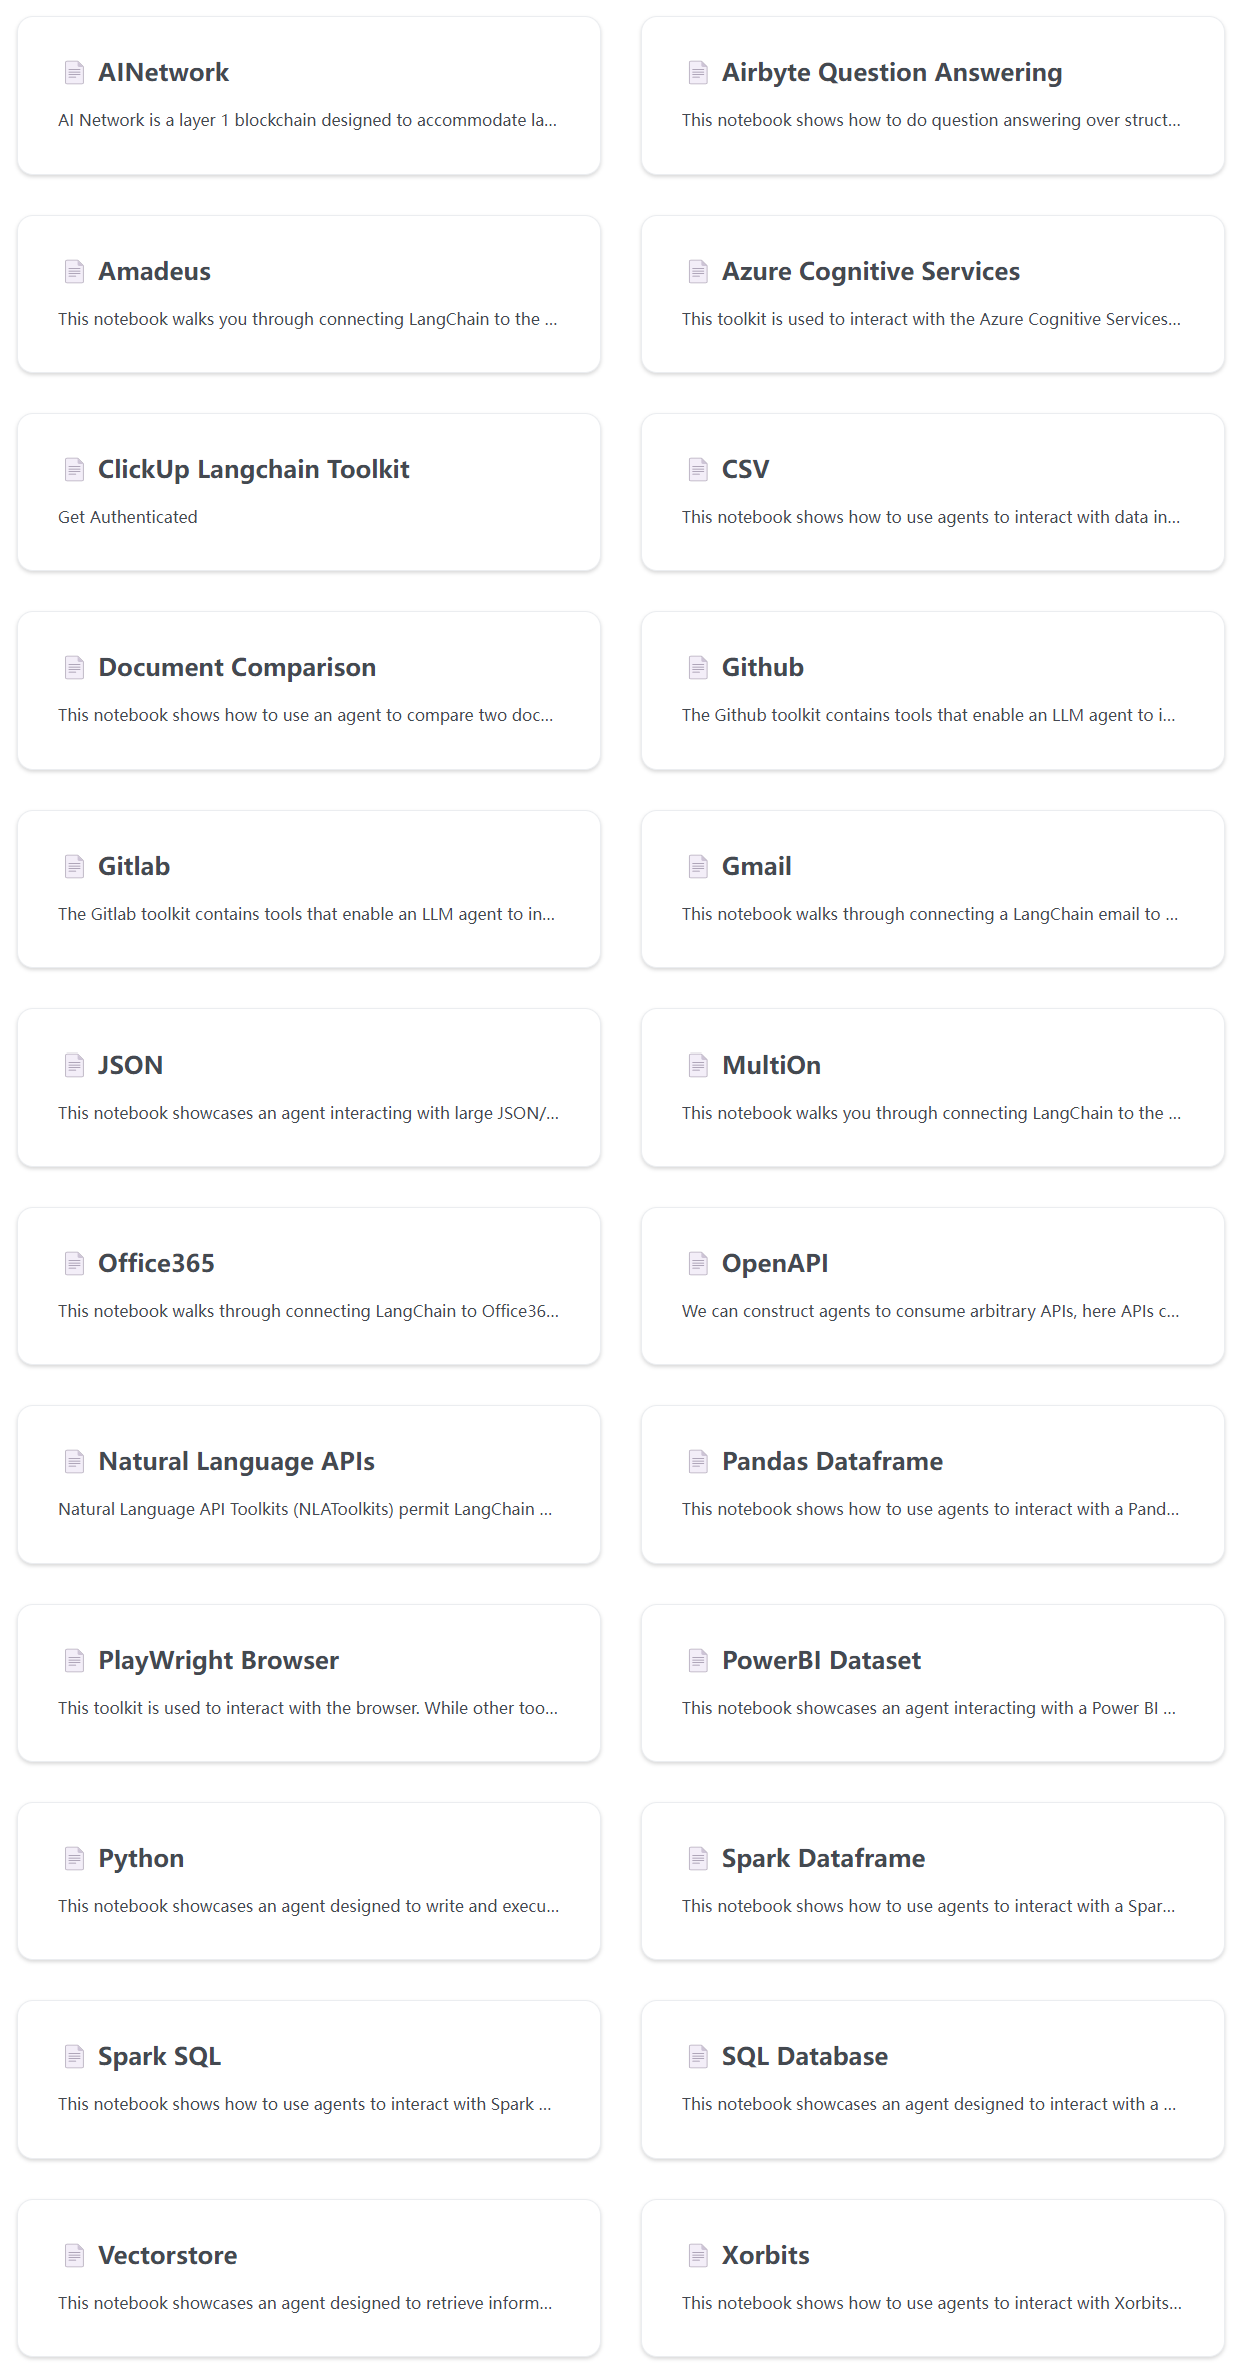 AINetwork
AI Network is a layer 1 blockchain designed to accommodate la...
Airbyte Question Answering
This notebook shows how to do question answering over struct...
Amadeus
This notebook walks you through connecting LangChain to the ...
Azure Cognitive Services
This toolkit is used to interact with the Azure Cognitive Services...
ClickUp Langchain Toolkit
Get Authenticated
CSV
This notebook shows how to use agents to interact with data in...
Document Comparison
This notebook shows how to use an agent to compare two doc...
Github
The Github toolkit contains tools that enable an LLM agent to i...
Gitlab
The Gitlab toolkit contains tools that enable an LLM agent to in...
Gmail
This notebook walks through connecting a LangChain email to ...
JSON
This notebook showcases an agent interacting with large JSON/...
MultiOn
This notebook walks you through connecting LangChain to the ...
Office365
This notebook walks through connecting LangChain to Office36...
OpenAPI
We can construct agents to consume arbitrary APIs, here APIs c...
Natural Language APIs
Natural Language API Toolkits (NLAToolkits) permit LangChain ...
Pandas Dataframe
This notebook shows how to use agents to interact with a Pand...
PlayWright Browser
This toolkit is used to interact with the browser. While other too...
PowerBI Dataset
This notebook showcases an agent interacting with a Power BI ...
Python
This notebook showcases an agent designed to write and execu...
Spark Dataframe
This notebook shows how to use agents to interact with a Spar...
Spark SQL
This notebook shows how to use agents to interact with Spark ...
SQL Database
This notebook showcases an agent designed to interact with a ...
Vectorstore
This notebook showcases an agent designed to retrieve inform...
Xorbits
This notebook shows how to use agents to interact with Xorbits...